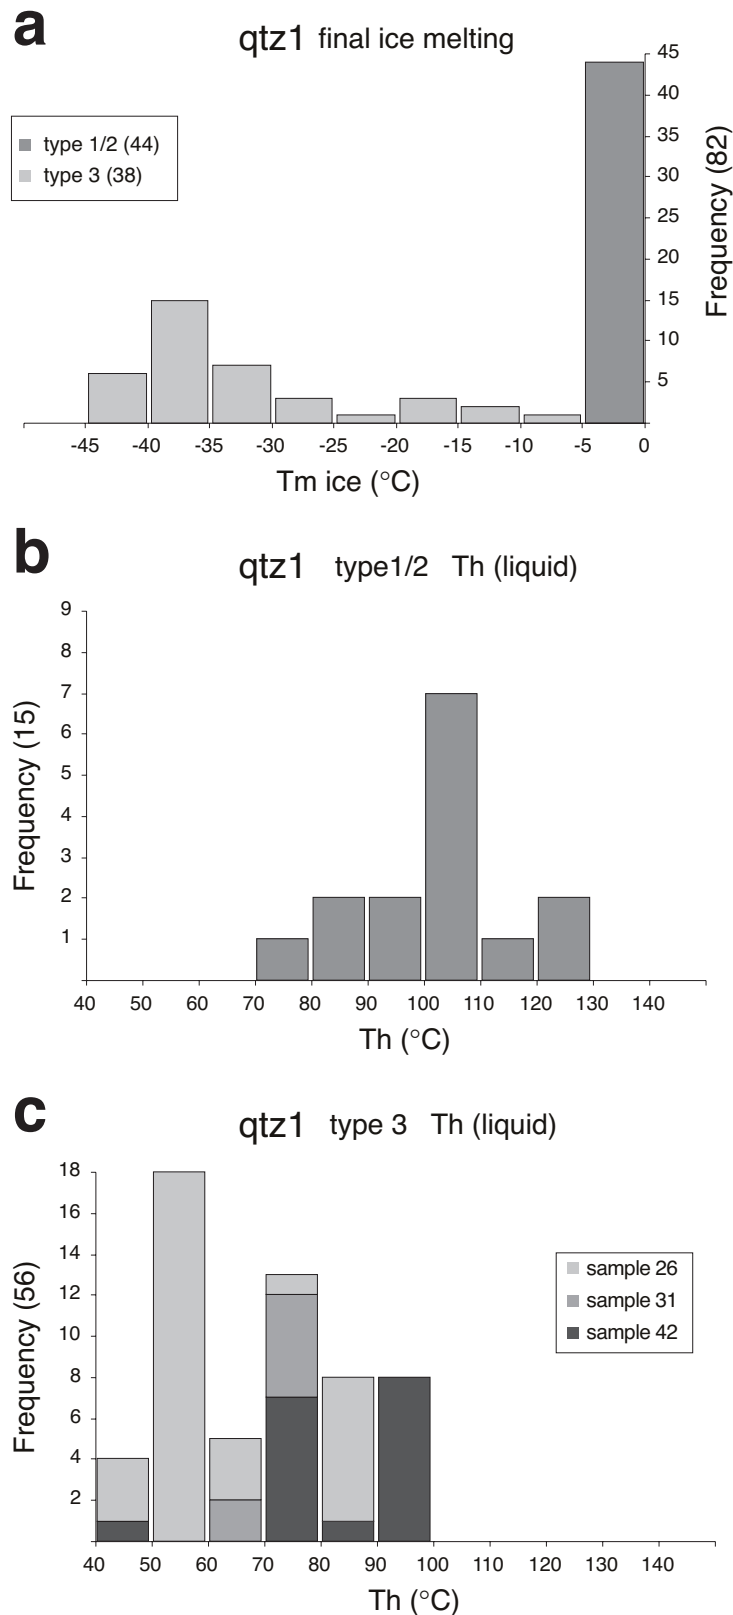 a
qtz1 final ice melting
type 1/2 (44)
type 3 (38)
45
40
35
30
25
20
15
10
5
Frequency (82)
-45 -40 -35 -30 -25 -20 -15 -10 -5 0
Tm ice (°C)
b
qtz1 type1/2 Th (liquid)
Frequency (15)
9
8
7
6
5
4
3
2
1
40 50 60 70 80 90 100 110 120 130 140
Th (°C)
c
qtz1 type 3 Th (liquid)
Frequency (56)
18
16
14
12
10
8
6
4
2
sample 26
sample 31
sample 42
40 50 60 70 80 90 100 110 120 130 140
Th (°C)